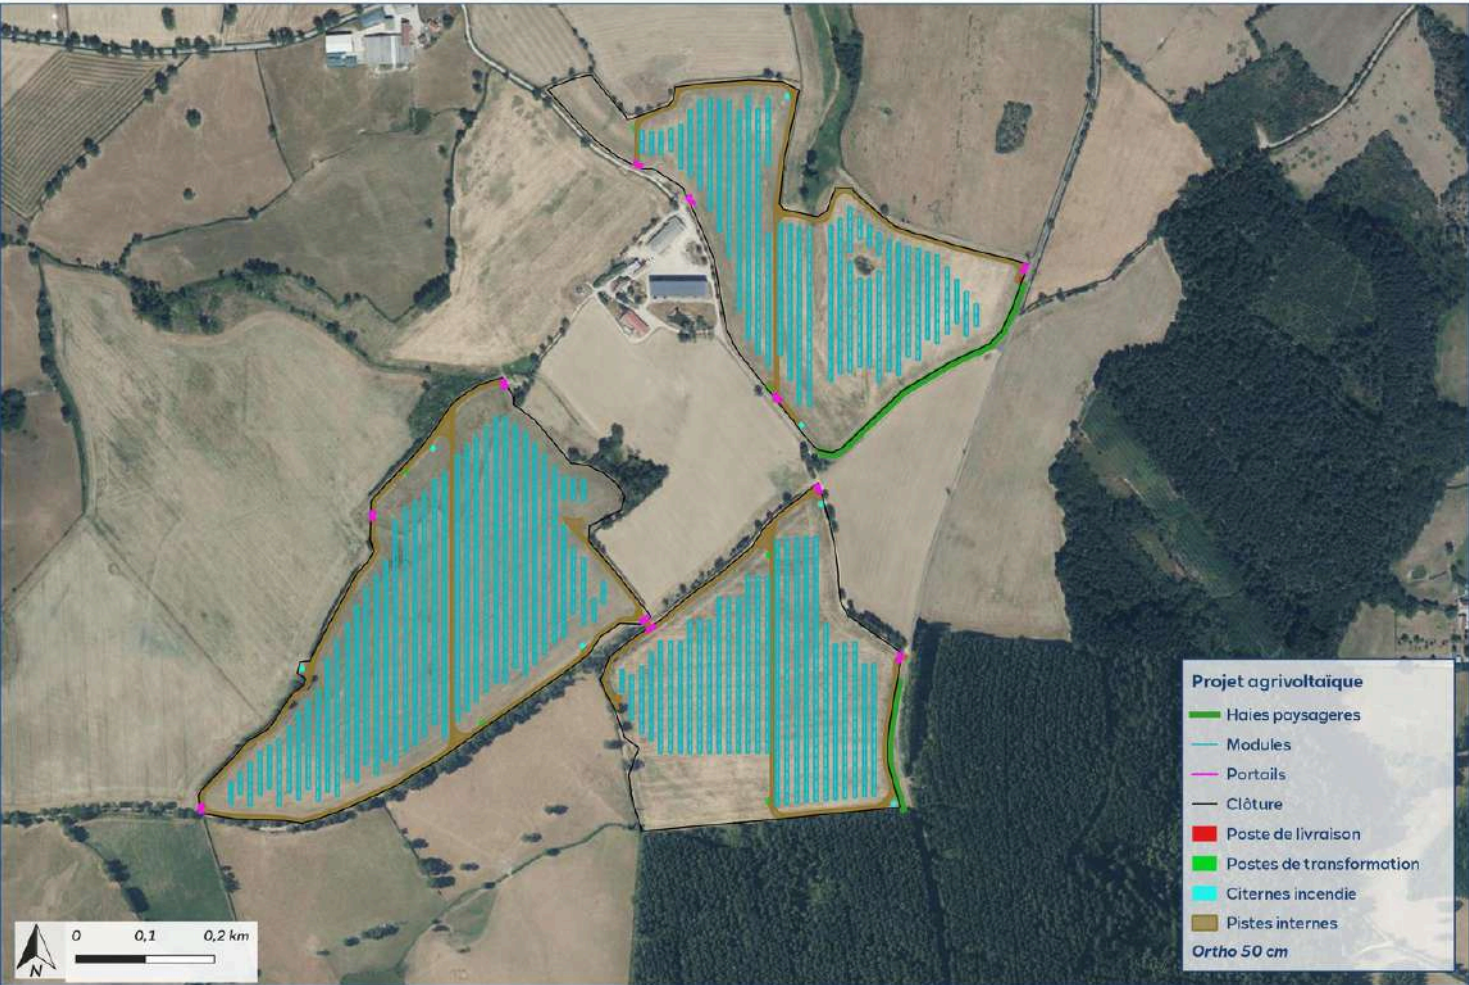 Projet agrivoltaïque
Haies paysageres
Modules
Portails
Clôture
Poste de livraison
Postes de transformation
Citernes incendie
Pistes internes
Ortho 50 cm
0 0,1 0,2 km
N